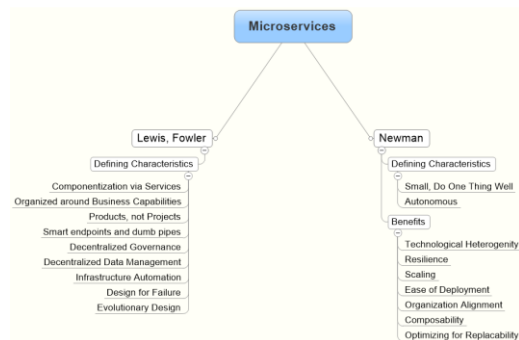 Microservices
Lewis, Fowler
Defining Characteristics
Componentization via Services
Organized around Business Capabilities
Products, not Projects
Smart endpoints and dumb pipes
Decentralized Governance
Decentralized Data Management
Infrastructure Automation
Design for Failure
Evolutionary Design
Newman
Defining Characteristics
Small, Do One Thing Well
Autonomous
Benefits
Technological Heterogenity
Resilience
Scaling
Ease of Deployment
Organization Alignment
Composability
Optimizing for Replacability